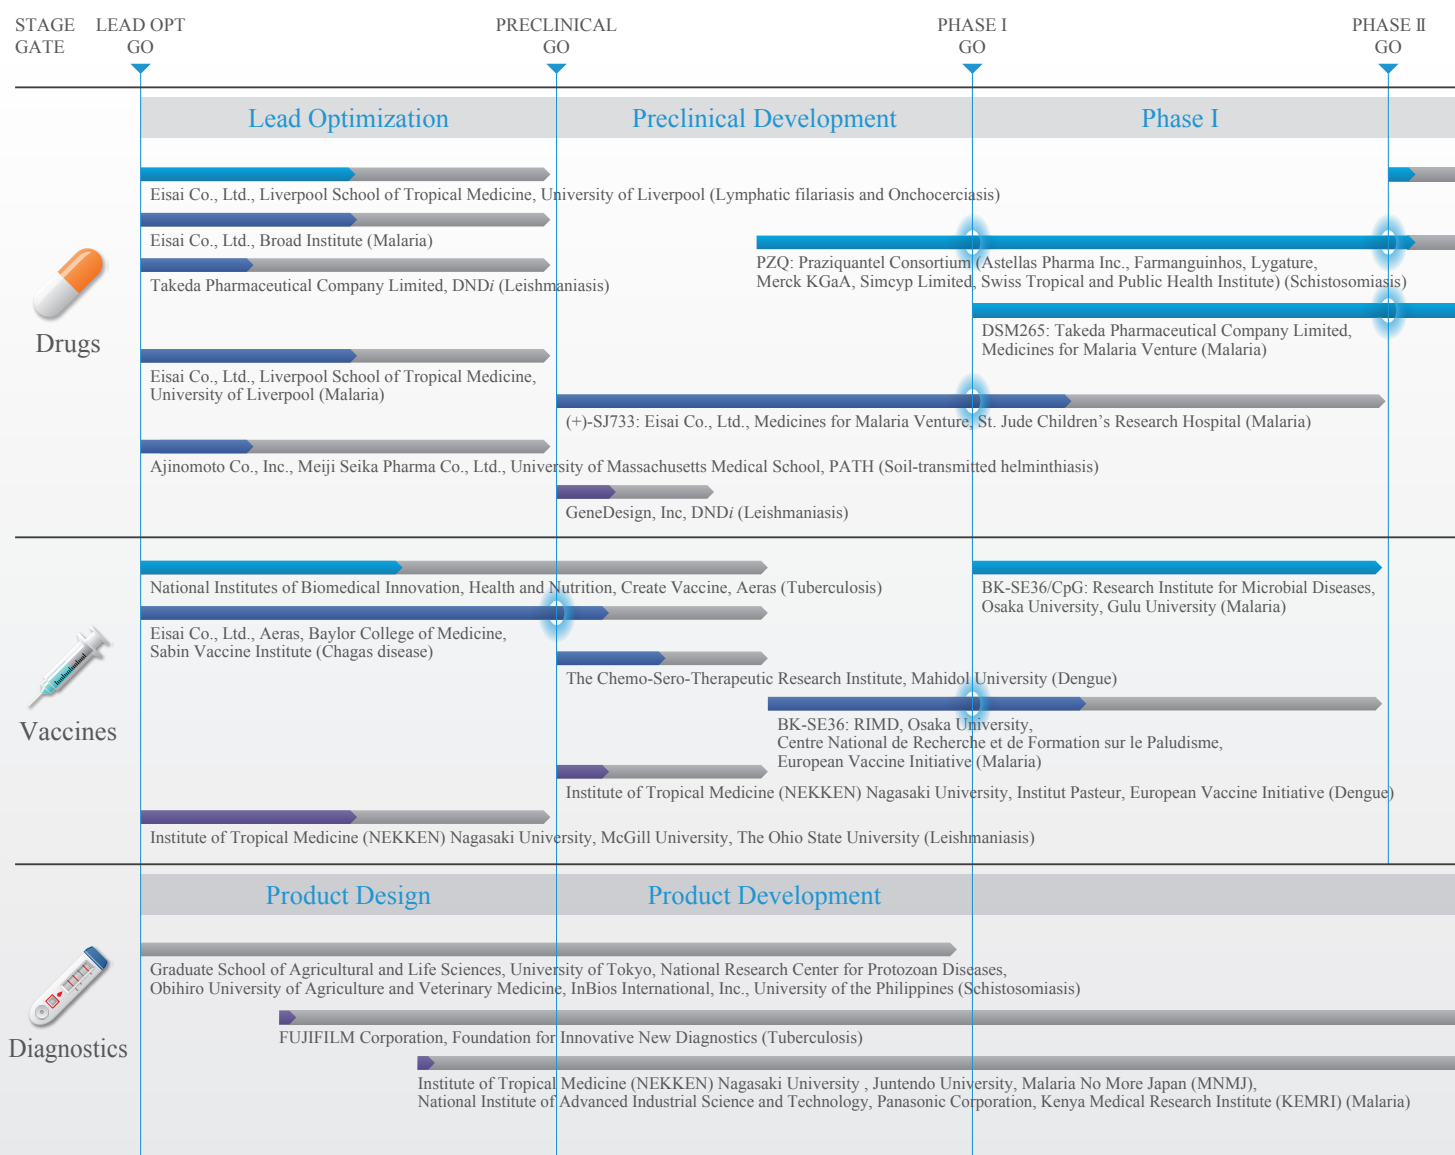 STAGE GATE
LEAD OPT GO
PRECLINICAL GO
PHASE I GO
PHASE II GO
Lead Optimization
Preclinical Development
Phase I
Drugs
Eisai Co., Ltd., Liverpool School of Tropical Medicine, University of Liverpool (Lymphatic filariasis and Onchocerciasis)
Eisai Co., Ltd., Broad Institute (Malaria)
PZQ: Praziquantel Consortium (Astellas Pharma Inc., Farmanguinhos, Lygature,
Merck KGaA, Simcyp Limited, Swiss Tropical and Public Health Institute) (Schistosomiasis)
Takeda Pharmaceutical Company Limited, DNDi (Leishmaniasis)
DSM265: Takeda Pharmaceutical Company Limited,
Medicines for Malaria Venture (Malaria)
Eisai Co., Ltd., Liverpool School of Tropical Medicine,
University of Liverpool (Malaria)
(+)-SJ733: Eisai Co., Ltd., Medicines for Malaria Venture, St. Jude Children’s Research Hospital (Malaria)
Ajinomoto Co., Inc., Meiji Seika Pharma Co., Ltd., University of Massachusetts Medical School, PATH (Soil-transmitted helminthiasis)
GeneDesign, Inc, DNDi (Leishmaniasis)
Vaccines
National Institutes of Biomedical Innovation, Health and Nutrition, Create Vaccine, Aeras (Tuberculosis)
BK-SE36/CpG: Research Institute for Microbial Diseases,
Osaka University, Gulu University (Malaria)
Eisai Co., Ltd., Aeras, Baylor College of Medicine,
Sabin Vaccine Institute (Chagas disease)
The Chemo-Sero-Therapeutic Research Institute, Mahidol University (Dengue)
BK-SE36: RIMD, Osaka University,
Centre National de Recherche et de Formation sur le Paludisme,
European Vaccine Initiative (Malaria)
Institute of Tropical Medicine (NEKKEN) Nagasaki University, Institut Pasteur, European Vaccine Initiative (Dengue)
Institute of Tropical Medicine (NEKKEN) Nagasaki University, McGill University, The Ohio State University (Leishmaniasis)
Product Design
Product Development
Diagnostics
Graduate School of Agricultural and Life Sciences, University of Tokyo, National Research Center for Protozoan Diseases,
Obihiro University of Agriculture and Veterinary Medicine, InBios International, Inc., University of the Philippines (Schistosomiasis)
FUJIFILM Corporation, Foundation for Innovative New Diagnostics (Tuberculosis)
Institute of Tropical Medicine (NEKKEN) Nagasaki University , Juntendo University, Malaria No More Japan (MNMJ),
National Institute of Advanced Industrial Science and Technology, Panasonic Corporation, Kenya Medical Research Institute (KEMRI) (Malaria)